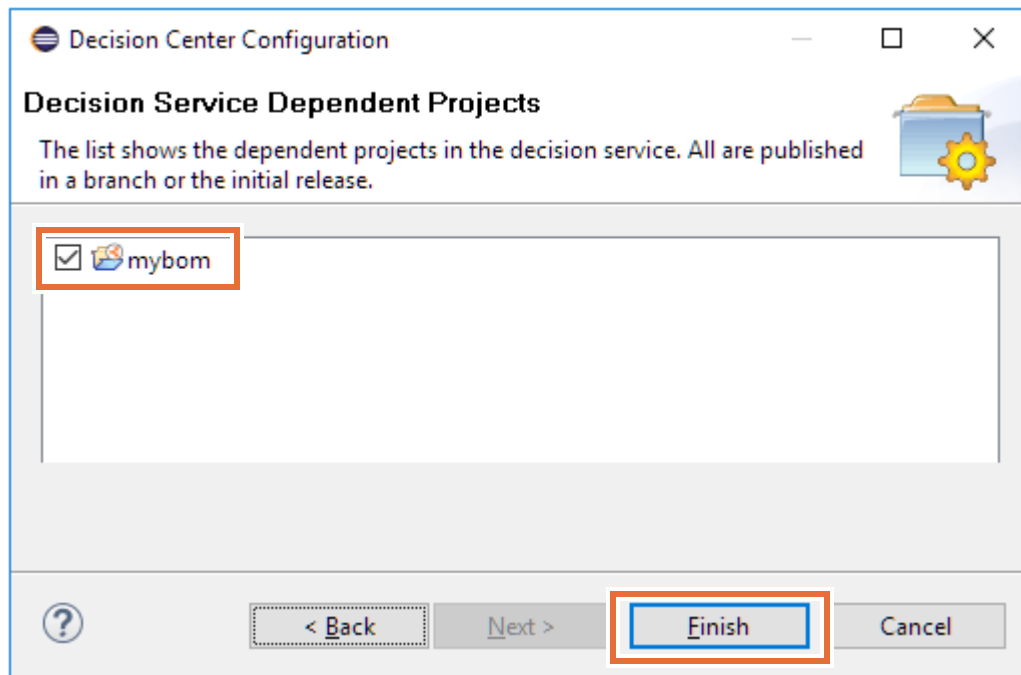 Decision Center Configuration
Decision Service Dependent Projects
The list shows the dependent projects in the decision service. All are published
in a branch or the initial release.
mybom
?
< Back Next > Finish Cancel